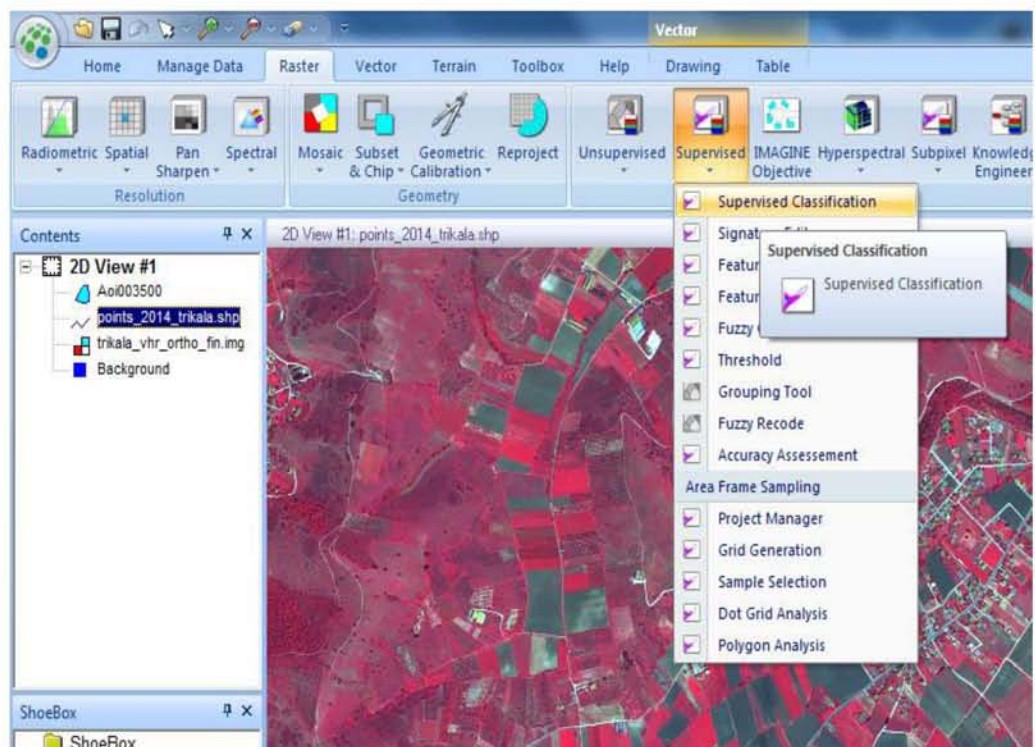 Vector
Home Manage Data Raster Vector Terrain Toolbox Help Drawing Table
Radiometric Spatial Pan Sharpen Spectral Mosaic Subset & Chip Geometric Calibration Reproject Unsupervised Supervised IMAGINE Objective Hyperspectral Subpixel
Resolution Geometry
Contents
2D View #1
Aoi003500
points_2014_trikala.shp
trikala_vhr_ortho_fin.img
Background
ShoeBox
ShoeBox
2D View #1: points_2014_trikala.shp
Supervised Classification
Supervised Classification
Supervised Classification
Threshold
Grouping Tool
Fuzzy Recode
Accuracy Assessment
Area Frame Sampling
Project Manager
Grid Generation
Sample Selection
Dot Grid Analysis
Polygon Analysis